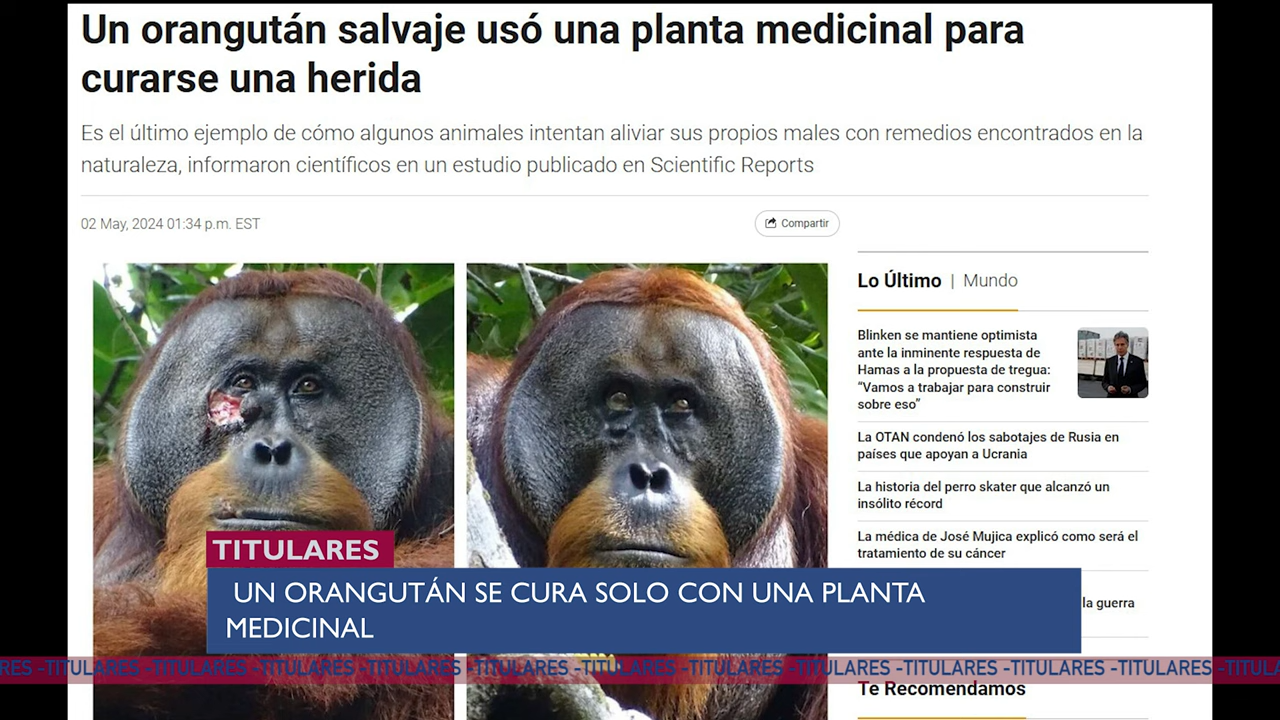 Un orangután salvaje usó una planta medicinal para
curarse una herida
Es el último ejemplo de cómo algunos animales intentan aliviar sus propios males con remedios encontrados en la
naturaleza, informaron científicos en un estudio publicado en Scientific Reports
02 May, 2024 01:34 p.m. EST
Compartir
Lo Último | Mundo
Blinken se mantiene optimista
ante la inminente respuesta de
Hamas a la propuesta de tregua:
“Vamos a trabajar para construir
sobre eso”
La OTAN condenó los sabotajes de Rusia en
países que apoyan a Ucrania
La historia del perro skater que alcanzó un
insólito récord
La médica de José Mujica explicó como será el
tratamiento de su cáncer
la guerra
TITULARES
UN ORANGUTÁN SE CURA SOLO CON UNA PLANTA
MEDICINAL
RES -TITULARES -TITULARES -TITULARES -TITULARES -TITULARES -TITULARES -TITULARES -TITULARES -TITULARES -TITULARES -TITULARES -TITULA
Te Recomendamos